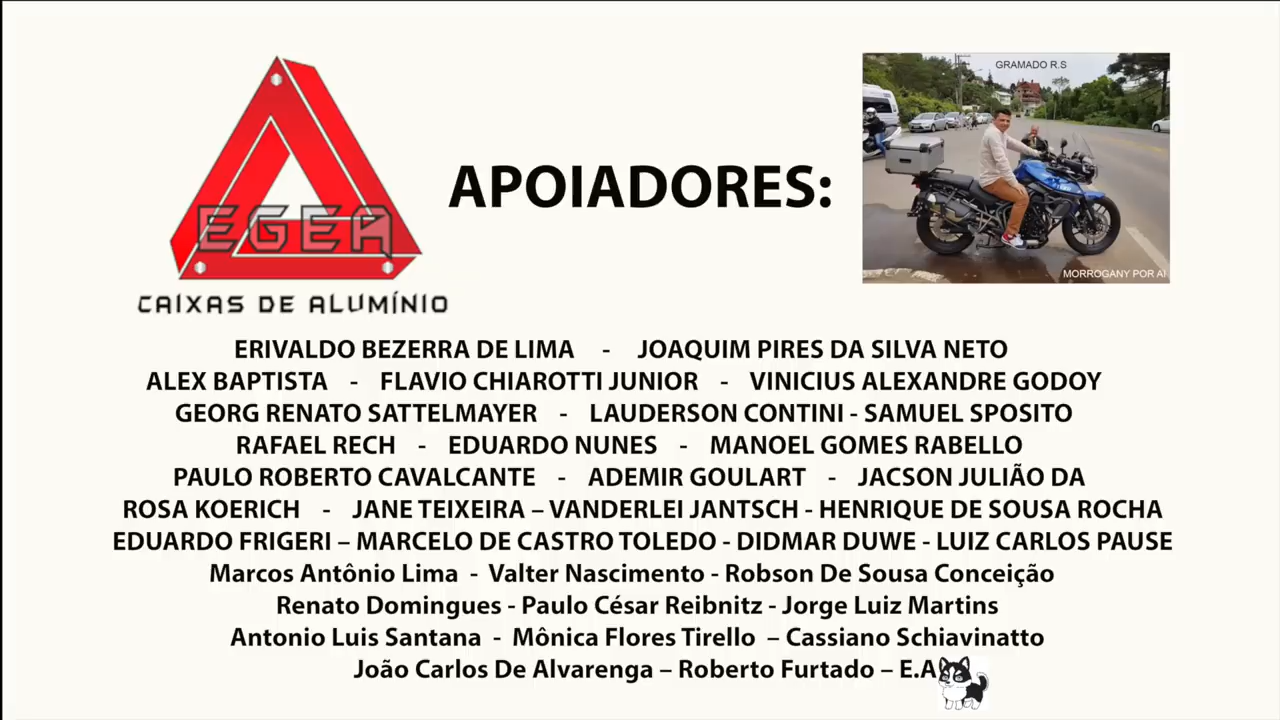 EGEA
CAIXAS DE ALUMÍNIO
APOIADORES:
GRAMADO R.S
MORROGANY POR AI
ERIVALDO BEZERRA DE LIMA - JOAQUIM PIRES DA SILVA NETO
ALEX BAPTISTA - FLAVIO CHIAROTTI JUNIOR - VINICIUS ALEXANDRE GODOY
GEORG RENATO SATTELMAYER - LAUDERSON CONTINI - SAMUEL SPOSITO
RAFAEL RECH - EDUARDO NUNES - MANOEL GOMES RABELLO
PAULO ROBERTO CAVALCANTE - ADEMIR GOULART - JACSON JULIÃO DA
ROSA KOERICH - JANE TEIXEIRA – VANDERLEI JANTSCH - HENRIQUE DE SOUSA ROCHA
EDUARDO FRIGERI – MARCELO DE CASTRO TOLEDO - DIDMAR DUWE - LUIZ CARLOS PAUSE
Marcos Antônio Lima - Valter Nascimento - Robson De Sousa Conceição
Renato Domingues - Paulo César Reibnitz - Jorge Luiz Martins
Antonio Luis Santana - Mônica Flores Tirello – Cassiano Schiavinatto
João Carlos De Alvarenga – Roberto Furtado – E.A